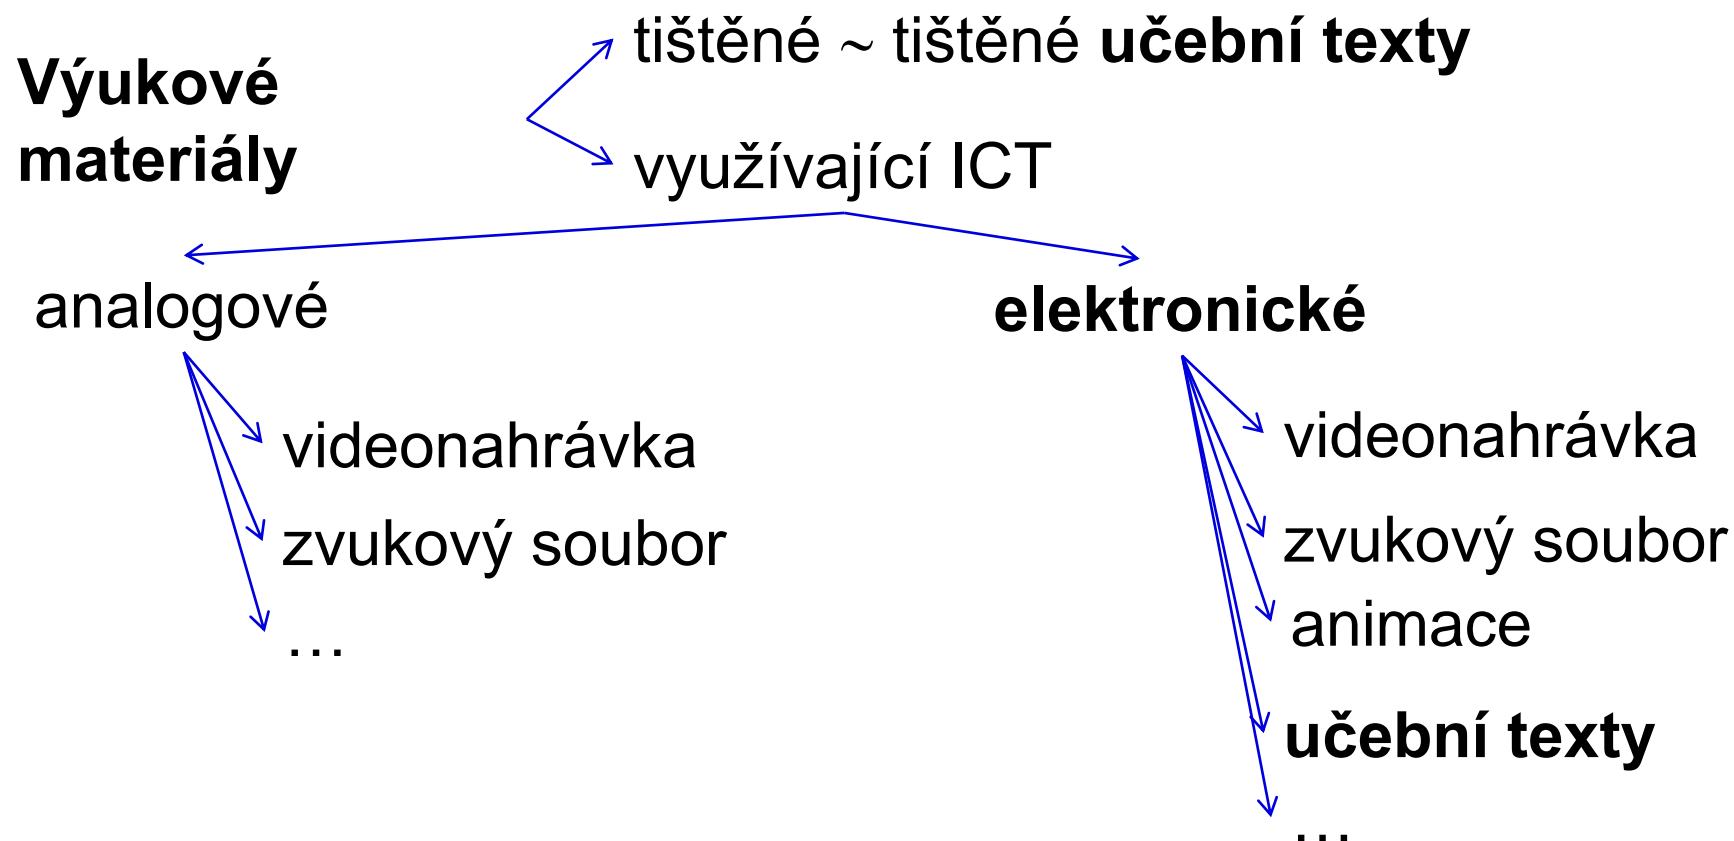 Výukové
materiály
tištěné ~ tištěné učební texty
využívající ICT
analogové
videonahrávka
zvukový soubor
…
elektronické
videonahrávka
zvukový soubor
animace
učební texty
…